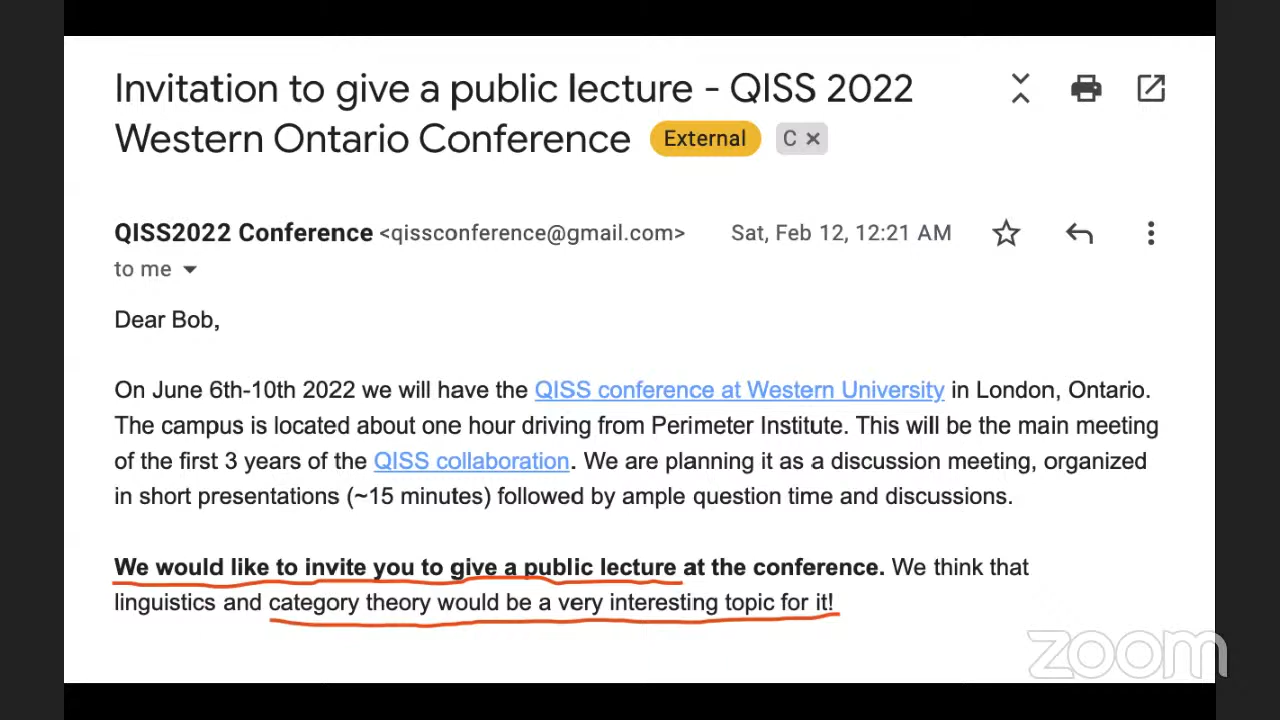 Invitation to give a public lecture - QISS 2022
Western Ontario Conference External C ×
QISS2022 Conference <qissconference@gmail.com> Sat, Feb 12, 12:21 AM
to me
Dear Bob,
On June 6th-10th 2022 we will have the QISS conference at Western University in London, Ontario.
The campus is located about one hour driving from Perimeter Institute. This will be the main meeting
of the first 3 years of the QISS collaboration. We are planning it as a discussion meeting, organized
in short presentations (~15 minutes) followed by ample question time and discussions.
We would like to invite you to give a public lecture at the conference. We think that
linguistics and category theory would be a very interesting topic for it!
zoom